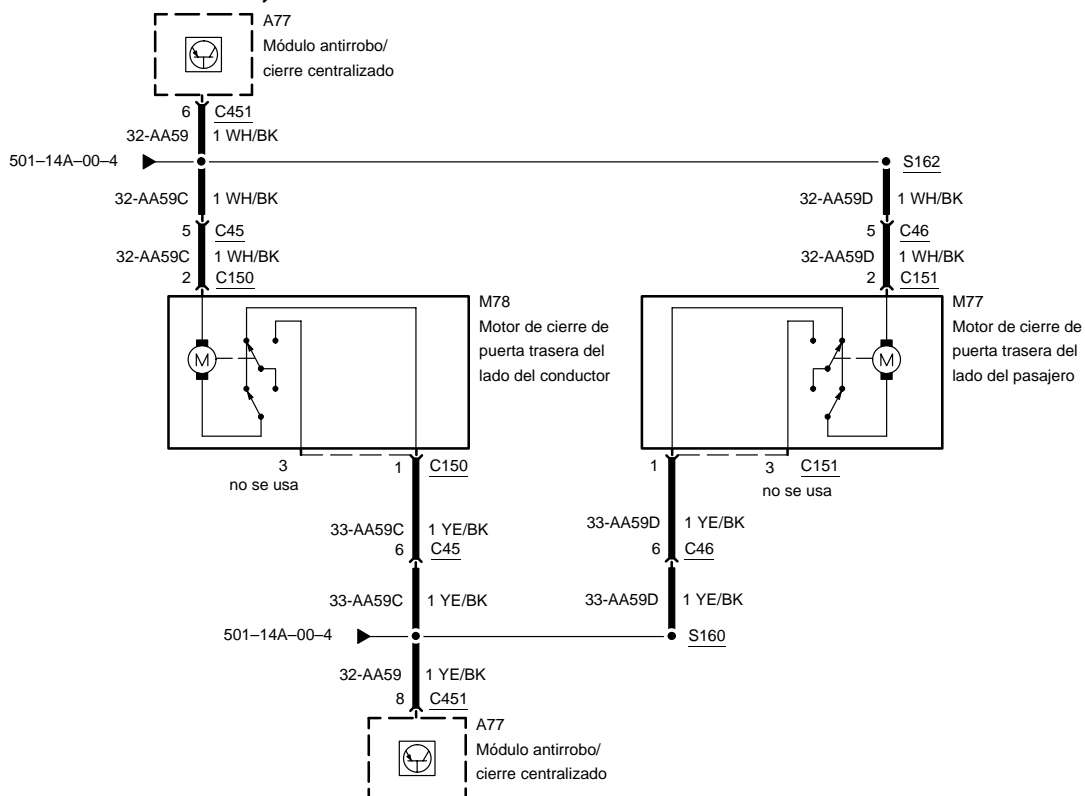 A77
Módulo antirrobo/
cierre centralizado
6 C451
32-AA59 1 WH/BK
501–14A–00–4 S162
32-AA59C 1 WH/BK 32-AA59D 1 WH/BK
5 C45 5 C46
32-AA59C 1 WH/BK 32-AA59D 1 WH/BK
2 C150 2 C151
M78
Motor de cierre de
puerta trasera del
lado del conductor
M77
Motor de cierre de
puerta trasera del
lado del pasajero
M M
3 1 C150 1 3 C151
no se usa no se usa
33-AA59C 1 YE/BK 33-AA59D 1 YE/BK
6 C45 6 C46
33-AA59C 1 YE/BK 33-AA59D 1 YE/BK
501–14A–00–4 S160
32-AA59 1 YE/BK
8 C451
A77
Módulo antirrobo/
cierre centralizado